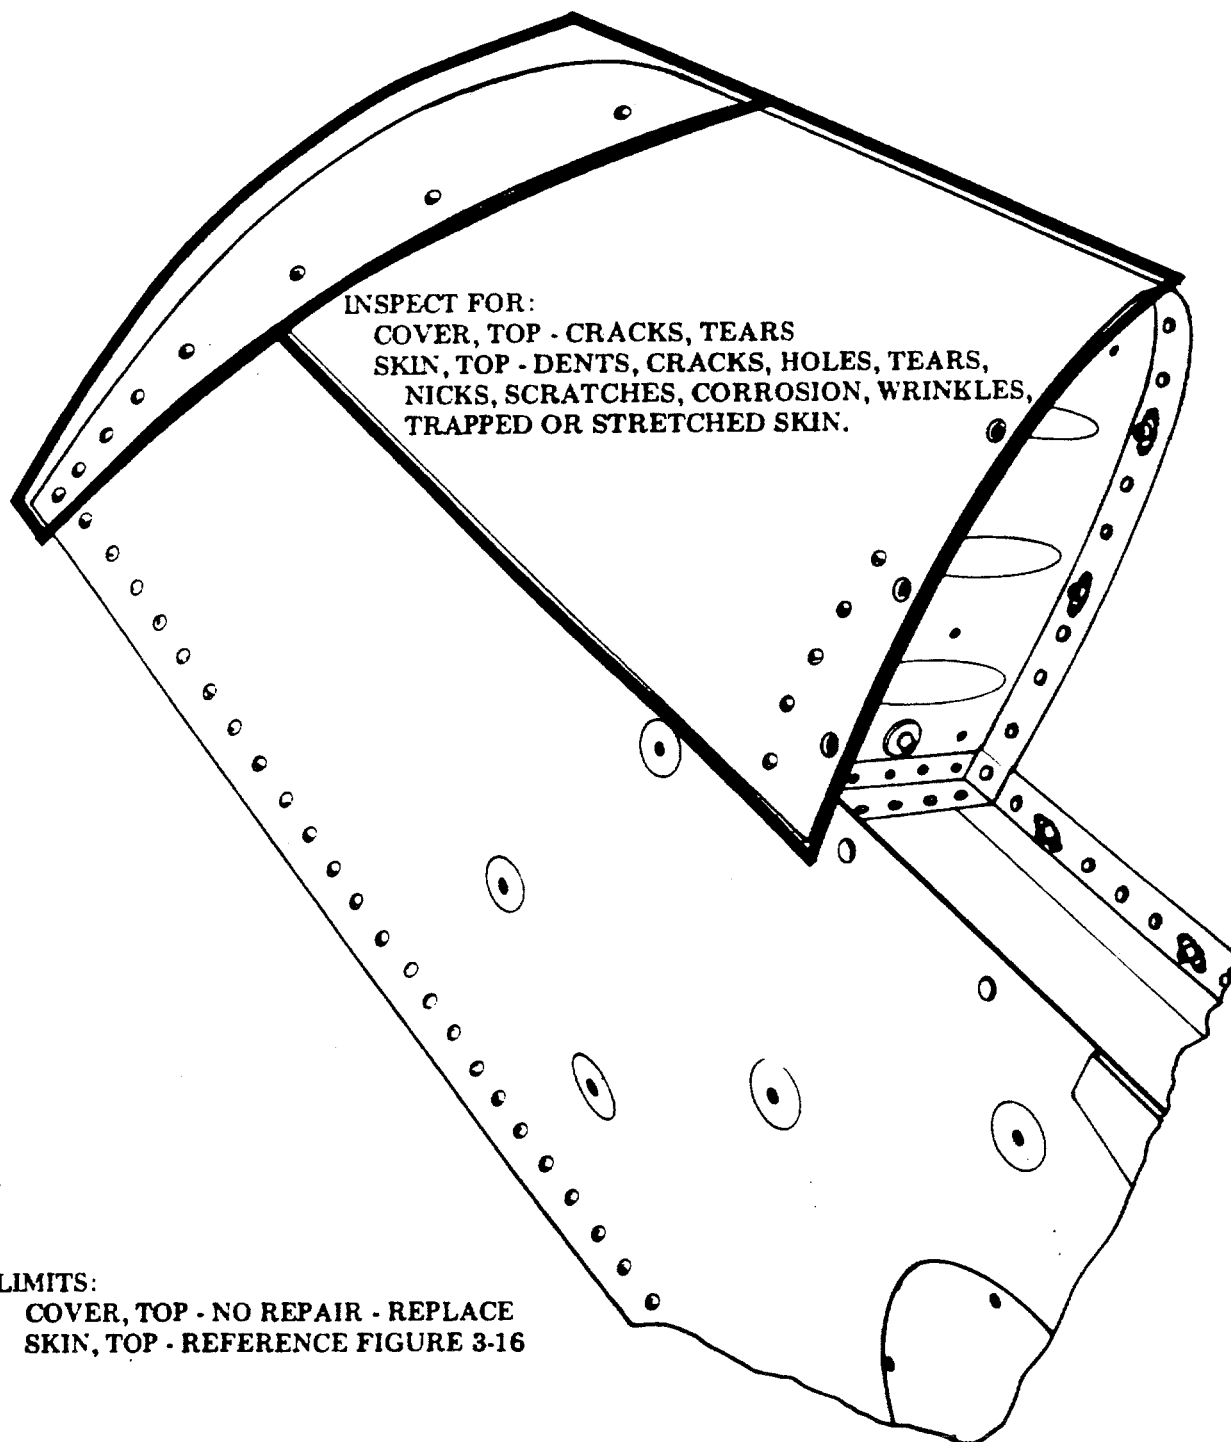 INSPECT FOR:
COVER, TOP - CRACKS, TEARS
SKIN, TOP - DENTS, CRACKS, HOLES, TEARS,
NICKS, SCRATCHES, CORROSION, WRINKLES,
TRAPPED OR STRETCHED SKIN.
LIMITS:
COVER, TOP - NO REPAIR - REPLACE
SKIN, TOP - REFERENCE FIGURE 3-16